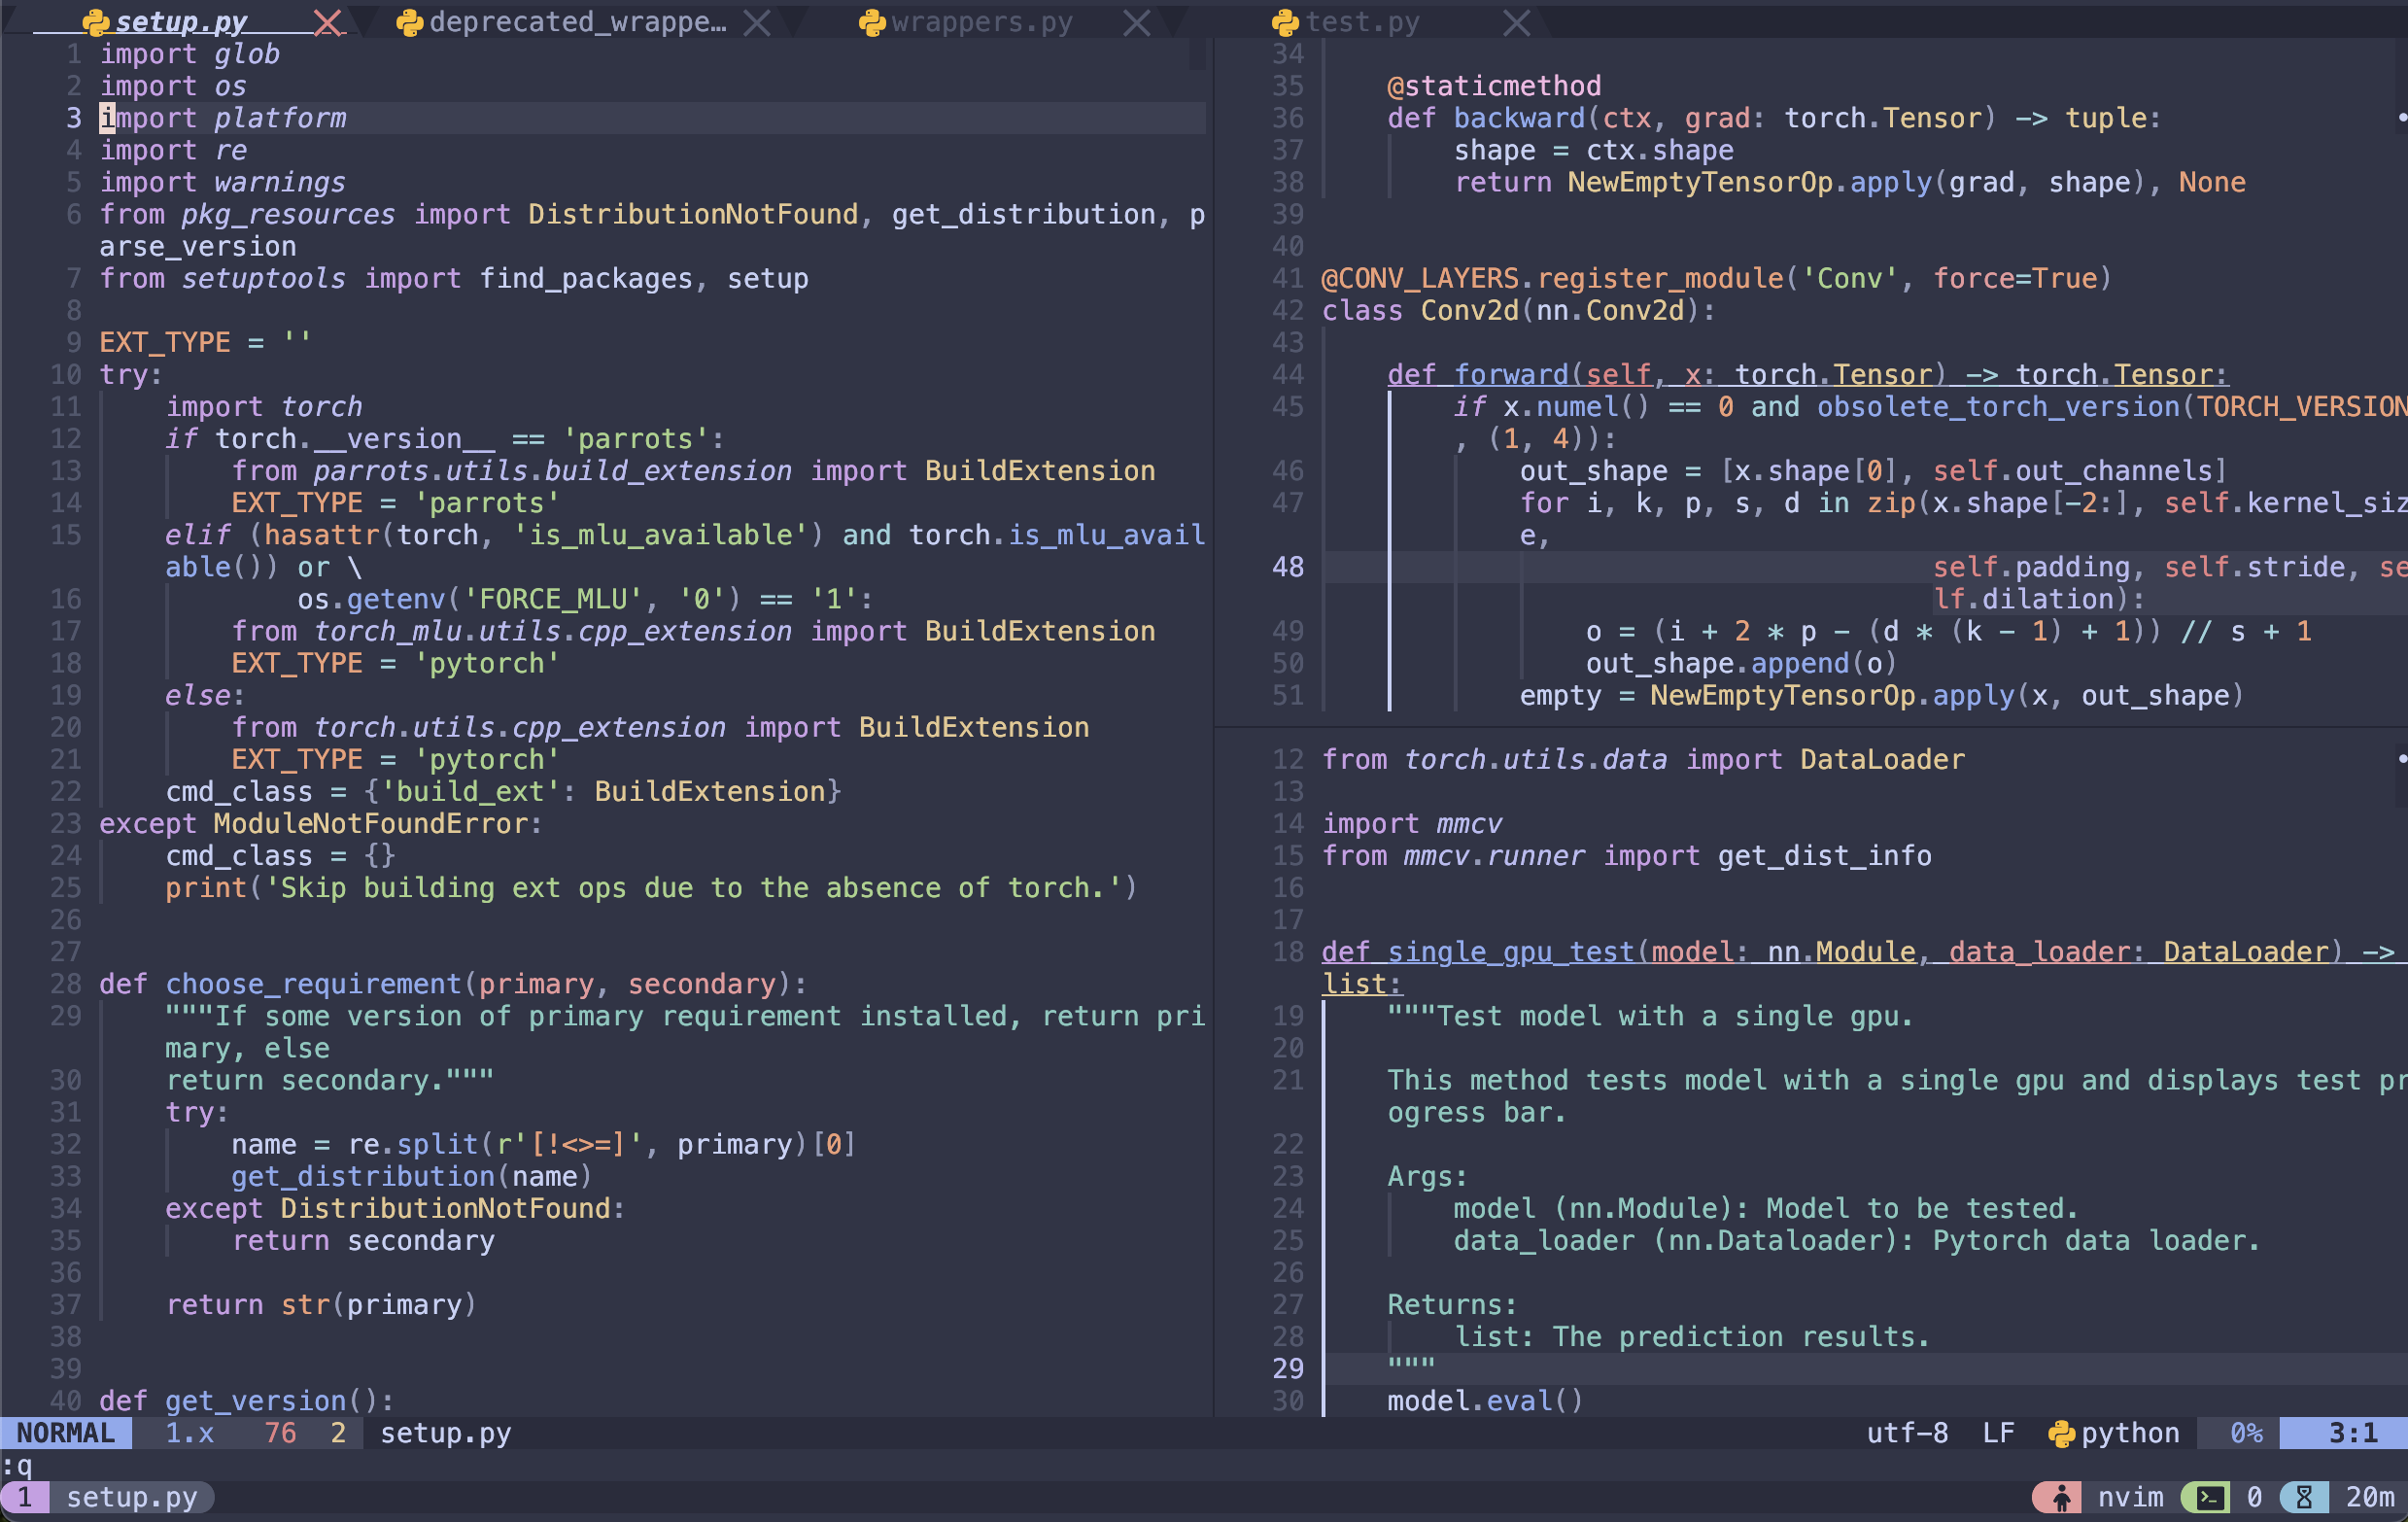 setup.py deprecated_wrappe… wrappers.py test.py
1 import glob
2 import os
3 import platform
4 import re
5 import warnings
6 from pkg_resources import DistributionNotFound, get_distribution, p
arse_version
7 from setuptools import find_packages, setup
8
9 EXT_TYPE = ''
10 try:
11     import torch
12     if torch.__version__ == 'parrots':
13         from parrots.utils.build_extension import BuildExtension
14         EXT_TYPE = 'parrots'
15     elif (hasattr(torch, 'is_mlu_available') and torch.is_mlu_avail
able()) or \
16             os.getenv('FORCE_MLU', '0') == '1':
17         from torch_mlu.utils.cpp_extension import BuildExtension
18         EXT_TYPE = 'pytorch'
19     else:
20         from torch.utils.cpp_extension import BuildExtension
21         EXT_TYPE = 'pytorch'
22     cmd_class = {'build_ext': BuildExtension}
23 except ModuleNotFoundError:
24     cmd_class = {}
25     print('Skip building ext ops due to the absence of torch.')
26
27
28 def choose_requirement(primary, secondary):
29     """If some version of primary requirement installed, return pri
mary, else
30     return secondary."""
31     try:
32         name = re.split(r'[!<>=]', primary)[0]
33         get_distribution(name)
34     except DistributionNotFound:
35         return secondary
36
37     return str(primary)
38
39
40 def get_version():
34
35     @staticmethod
36     def backward(ctx, grad: torch.Tensor) -> tuple:
37         shape = ctx.shape
38         return NewEmptyTensorOp.apply(grad, shape), None
39
40
41 @CONV_LAYERS.register_module('Conv', force=True)
42 class Conv2d(nn.Conv2d):
43
44     def forward(self, x: torch.Tensor) -> torch.Tensor:
45         if x.numel() == 0 and obsolete_torch_version(TORCH_VERSION
, (1, 4)):
46             out_shape = [x.shape[0], self.out_channels]
47             for i, k, p, s, d in zip(x.shape[-2:], self.kernel_siz
e,
48                                      self.padding, self.stride, se
lf.dilation):
49                 o = (i + 2 * p - (d * (k - 1) + 1)) // s + 1
50                 out_shape.append(o)
51             empty = NewEmptyTensorOp.apply(x, out_shape)
12 from torch.utils.data import DataLoader
13
14 import mmcv
15 from mmcv.runner import get_dist_info
16
17
18 def single_gpu_test(model: nn.Module, data_loader: DataLoader) ->
list:
19     """Test model with a single gpu.
20
21     This method tests model with a single gpu and displays test pr
ogress bar.
22
23     Args:
24         model (nn.Module): Model to be tested.
25         data_loader (nn.Dataloader): Pytorch data loader.
26
27     Returns:
28         list: The prediction results.
29     """
30     model.eval()
NORMAL 1.x 76 2 setup.py utf-8 LF python 0% 3:1
:q
1 setup.py nvim 0 20m